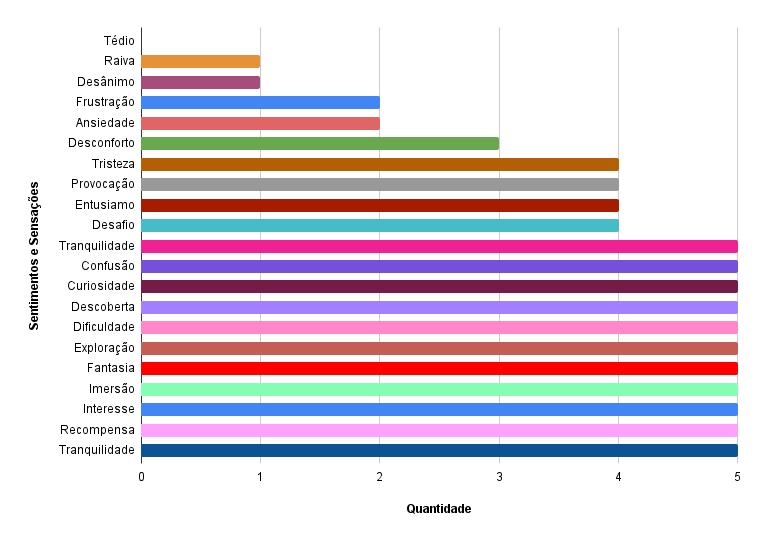 Sentimentos e Sensações
Tédio
Raiva
Desânimo
Frustração
Ansiedade
Desconforto
Tristeza
Provocação
Entusiamo
Desafio
Tranquilidade
Confusão
Curiosidade
Descoberta
Dificuldade
Exploração
Fantasia
Imersão
Interesse
Recompensa
Tranquilidade
0 1 2 3 4 5
Quantidade